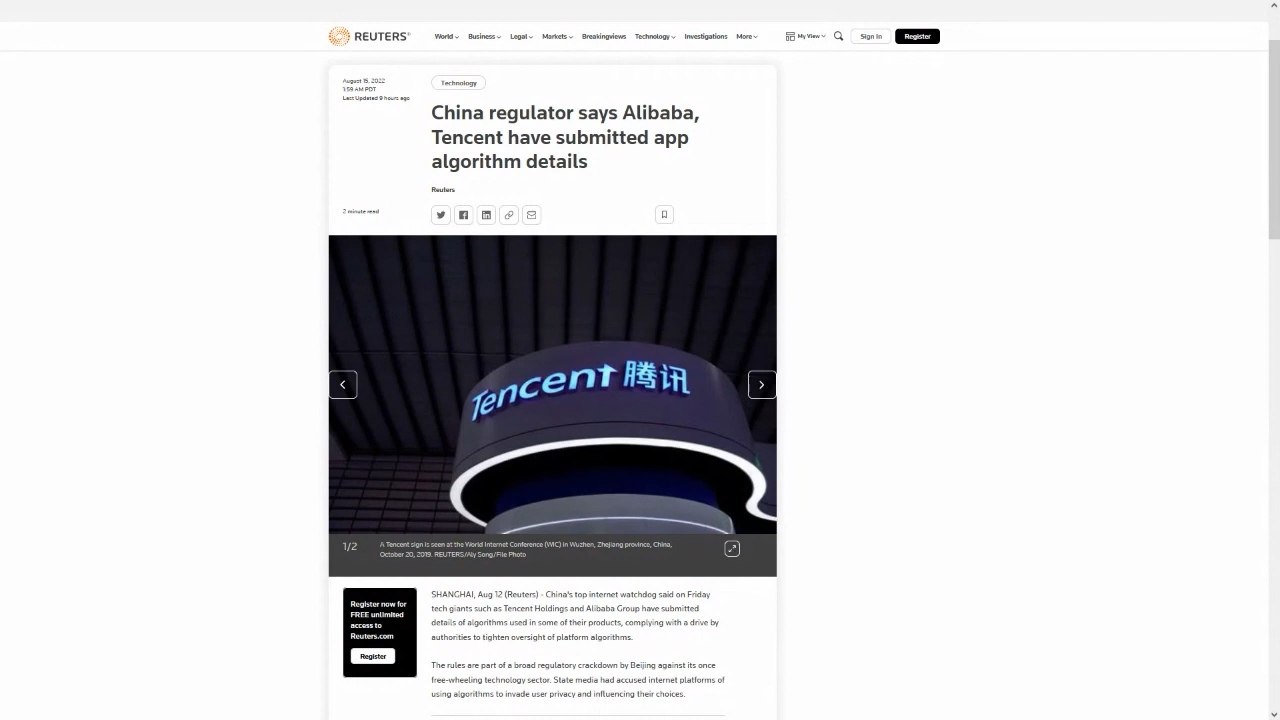 REUTERS®
World Business Legal Markets Breakingviews Technology Investigations More
My View
Sign In
Register
August 15, 2022
1:59 AM PDT
Last Updated 9 hours ago
Technology
China regulator says Alibaba,
Tencent have submitted app
algorithm details
Reuters
2 minute read
Tencent 腾讯
1/2
A Tencent sign is seen at the World Internet Conference (WIC) in Wuzhen, Zhejiang province, China,
October 20, 2019. REUTERS/Aly Song/File Photo
Register now for
FREE unlimited
access to
Reuters.com
Register
SHANGHAI, Aug 12 (Reuters) - China's top internet watchdog said on Friday
tech giants such as Tencent Holdings and Alibaba Group have submitted
details of algorithms used in some of their products, complying with a drive by
authorities to tighten oversight of platform algorithms.
The rules are part of a broad regulatory crackdown by Beijing against its once
free-wheeling technology sector. State media had accused internet platforms of
using algorithms to invade user privacy and influencing their choices.